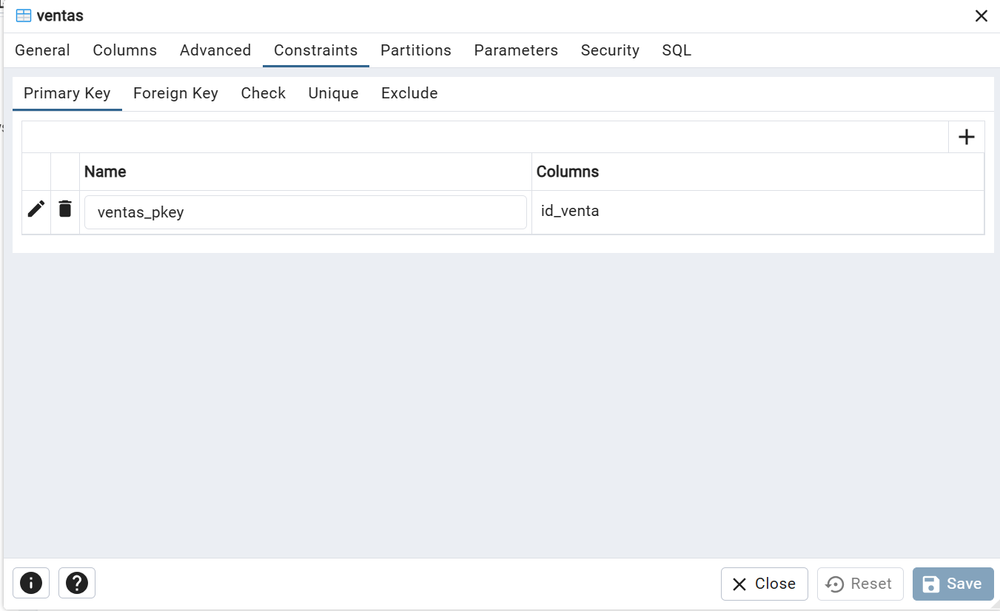 ventas
General Columns Advanced Constraints Partitions Parameters Security SQL
Primary Key Foreign Key Check Unique Exclude
Name Columns
ventas_pkey id_venta
Close Reset Save